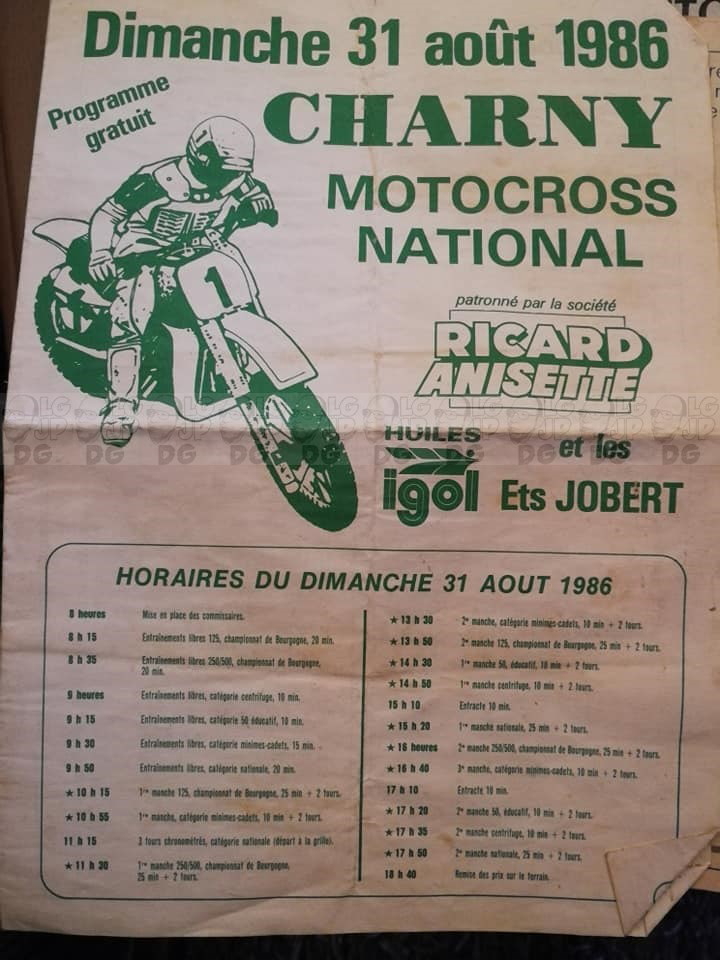 Dimanche 31 août 1986
Programme
gratuit
CHARNY
MOTOCROSS
NATIONAL
1
patronné par la société
RICARD
ANISETTE
HUILES
igol
et les
Ets JOBERT
HORAIRES DU DIMANCHE 31 AOUT 1986
8 heures Mise en place des commissaires.
8 h 15 Entraînements libres 125, championnat de Bourgogne, 20 min.
8 h 35 Entraînements libres 250/500, championnat de Bourgogne,
20 min.
9 heures Entraînements libres, catégorie centrifuge, 10 min.
9 h 15 Entraînements libres, catégorie 50 éducatif, 10 min.
9 h 30 Entraînements libres, catégorie minimes-cadets, 15 min.
9 h 50 Entraînements libres, catégorie nationale, 20 min.
★ 10 h 15 1re manche 125, championnat de Bourgogne, 25 min + 2 tours.
★ 10 h 55 1re manche, catégorie minimes-cadets, 10 min + 2 tours.
11 h 15 3 tours chronométrés, catégorie nationale (départ à la grille).
★ 11 h 30 1re manche 250/500, championnat de Bourgogne,
25 min + 2 tours.
★ 13 h 30 2e manche, catégorie minimes-cadets, 10 min + 2 tours.
★ 13 h 50 2e manche 125, championnat de Bourgogne, 25 min + 2 tours.
★ 14 h 30 1re manche 50, éducatif, 10 min + 2 tours.
★ 14 h 50 1re manche centrifuge, 10 min + 2 tours.
15 h 10 Entracte 10 min.
★ 15 h 20 1re manche nationale, 25 min + 2 tours.
★ 16 heures 2e manche 250/500, championnat de Bourgogne, 25 min + 2 tours.
★ 16 h 40 3e manche, catégorie minimes-cadets, 10 min + 2 tours.
17 h 10 Entracte 10 min.
★ 17 h 20 2e manche 50, éducatif, 10 min + 2 tours.
★ 17 h 35 2e manche centrifuge, 10 min + 2 tours.
★ 17 h 50 2e manche nationale, 25 min + 2 tours.
18 h 40 Remise des prix sur le terrain.